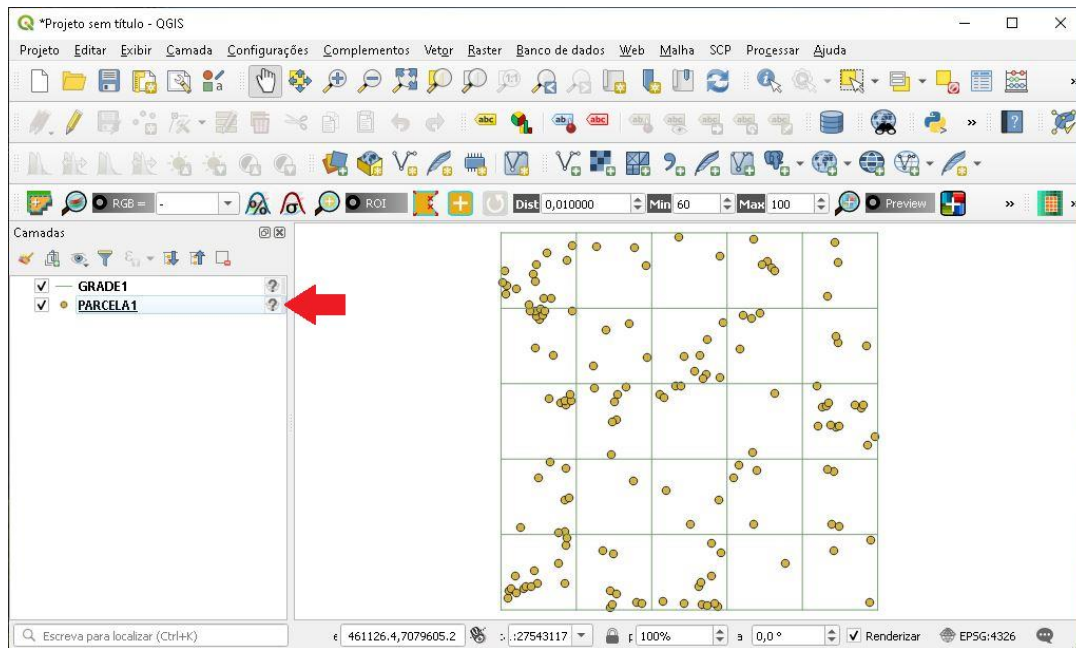 *Projeto sem título - QGIS
Projeto Editar Exibir Camada Configurações Complementos Vetor Raster Banco de dados Web Malha SCP Processar Ajuda
abc abc
RGB = - ROI Dist 0,010000 Min 60 Max 100 Preview »
Camadas
GRADE1 ?
PARCELA1 ?
Escreva para localizar (Ctrl+K) 461126.4,7079605.2 :27543117 100% 0,0 ° Renderizar EPSG:4326